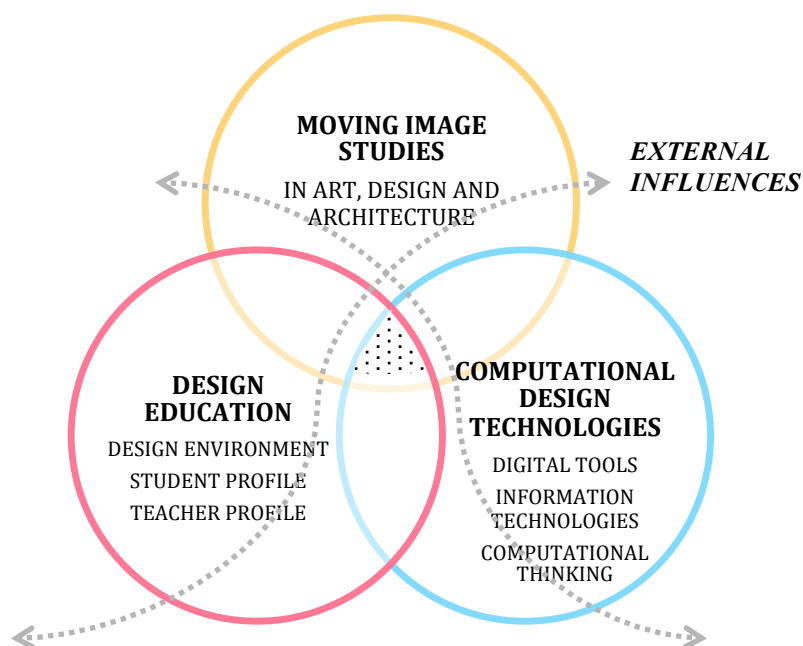 MOVING IMAGE
STUDIES
IN ART, DESIGN AND
ARCHITECTURE
EXTERNAL
INFLUENCES
DESIGN
EDUCATION
DESIGN ENVIRONMENT
STUDENT PROFILE
TEACHER PROFILE
COMPUTATIONAL
DESIGN
TECHNOLOGIES
DIGITAL TOOLS
INFORMATION
TECHNOLOGIES
COMPUTATIONAL
THINKING